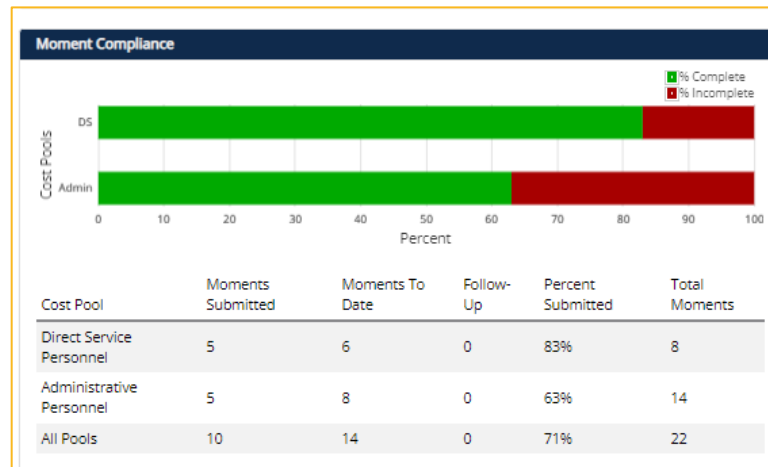 Moment Compliance
% Complete
% Incomplete
Cost Pools
DS
Admin
0 10 20 30 40 50 60 70 80 90 100
Percent
Cost Pool Moments Submitted Moments To Date Follow-Up Percent Submitted Total Moments
Direct Service Personnel 5 6 0 83% 8
Administrative Personnel 5 8 0 63% 14
All Pools 10 14 0 71% 22